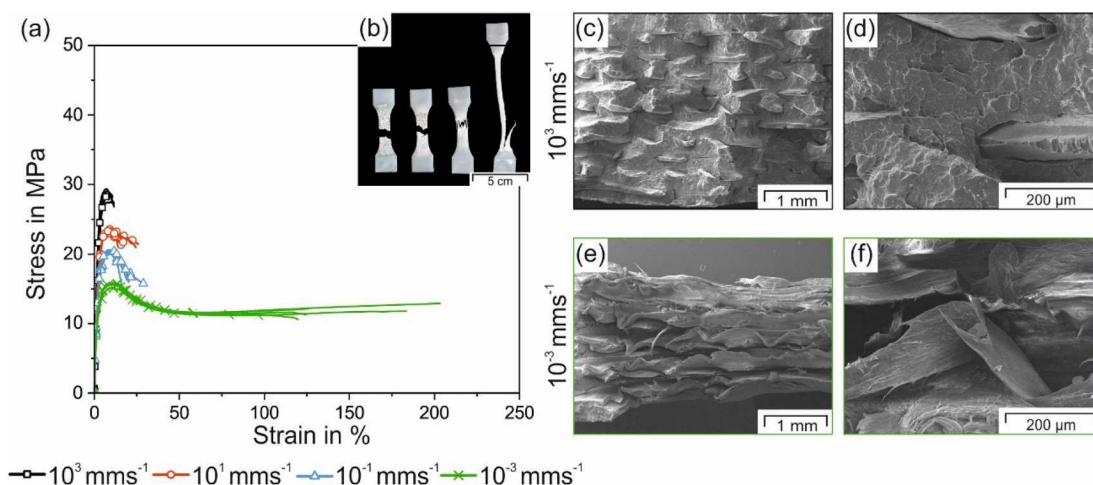 (a)
50
40
30
20
10
0
Stress in MPa
0 50 100 150 200 250
Strain in %
10³ mms⁻¹ 10¹ mms⁻¹ 10⁻¹ mms⁻¹ 10⁻³ mms⁻¹
(b)
5 cm
10³ mms⁻¹
(c)
1 mm
(d)
200 µm
10⁻³ mms⁻¹
(e)
1 mm
(f)
200 µm